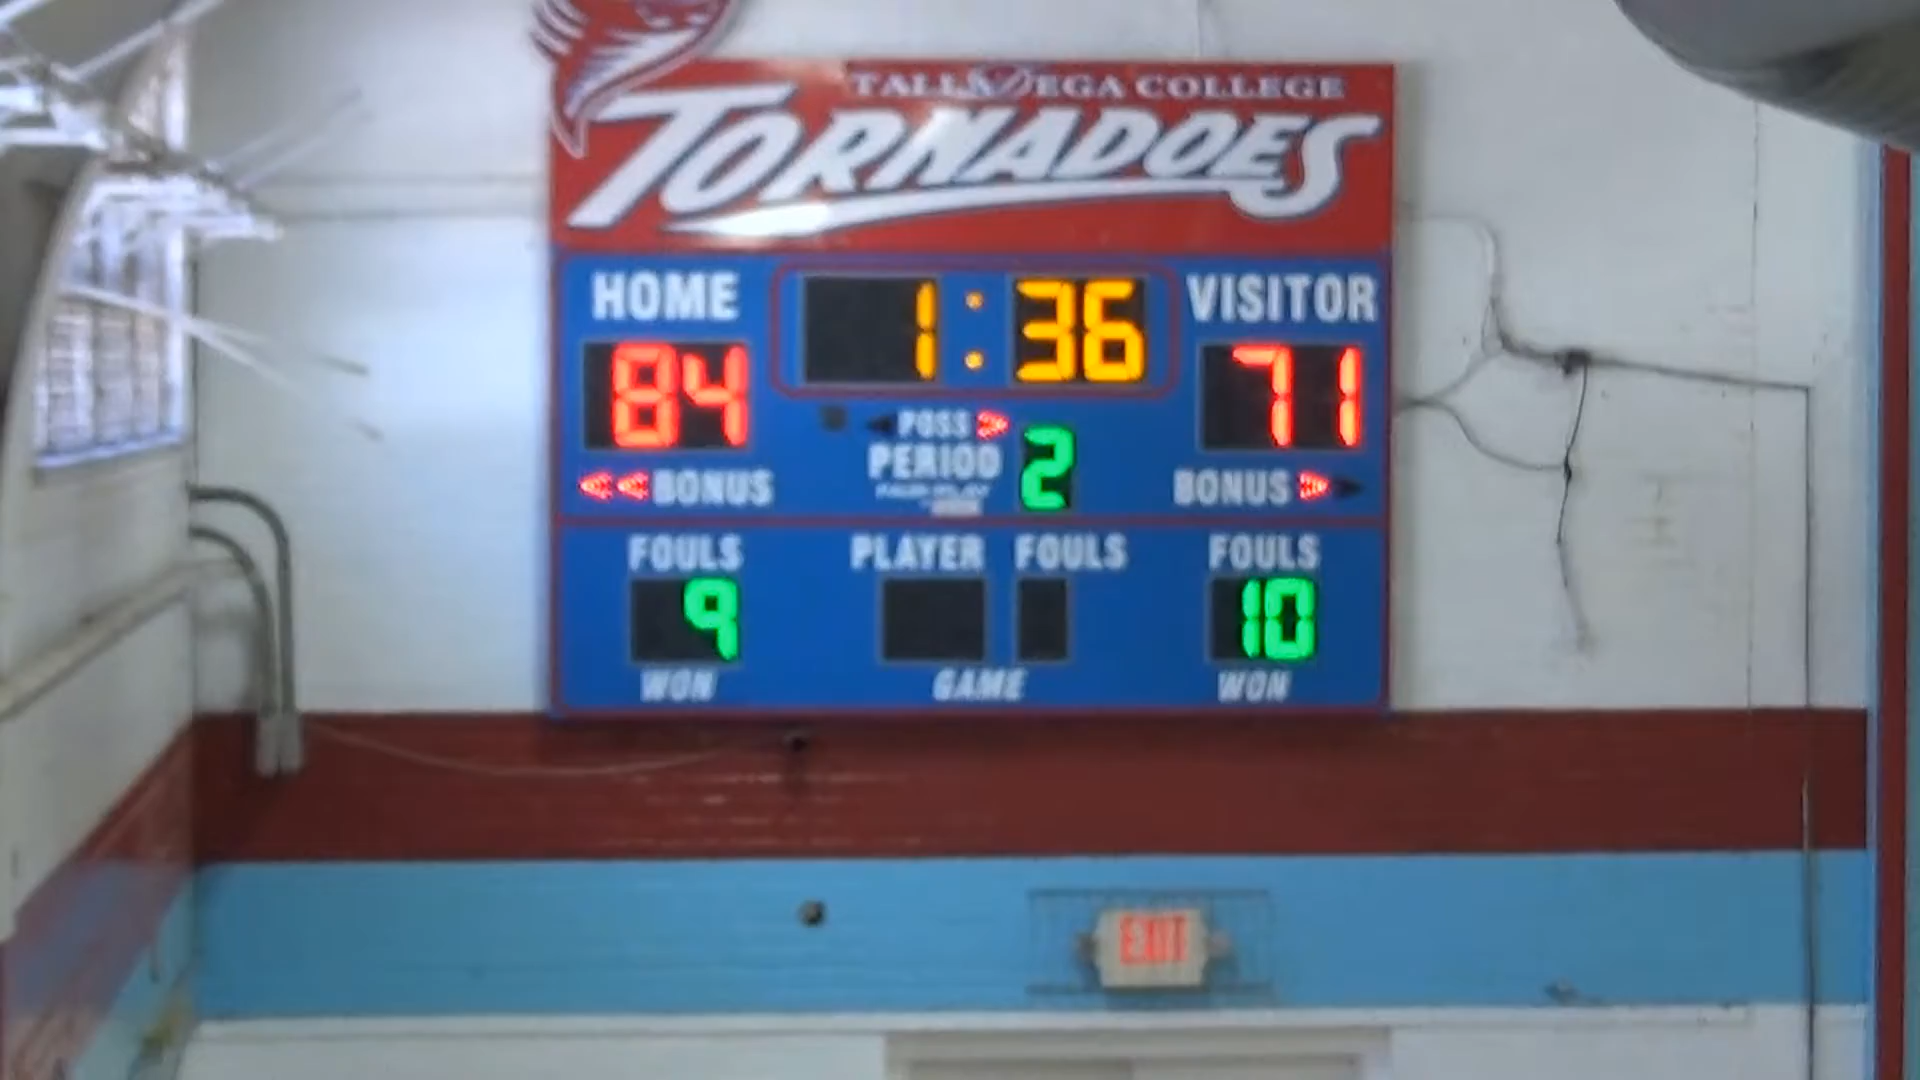 TALLADEGA COLLEGE
TORNADOES
HOME 1:36 VISITOR
84 71
POSS
PERIOD 2
BONUS BONUS
FOULS PLAYER FOULS FOULS
9 10
WON GAME WON
EXIT